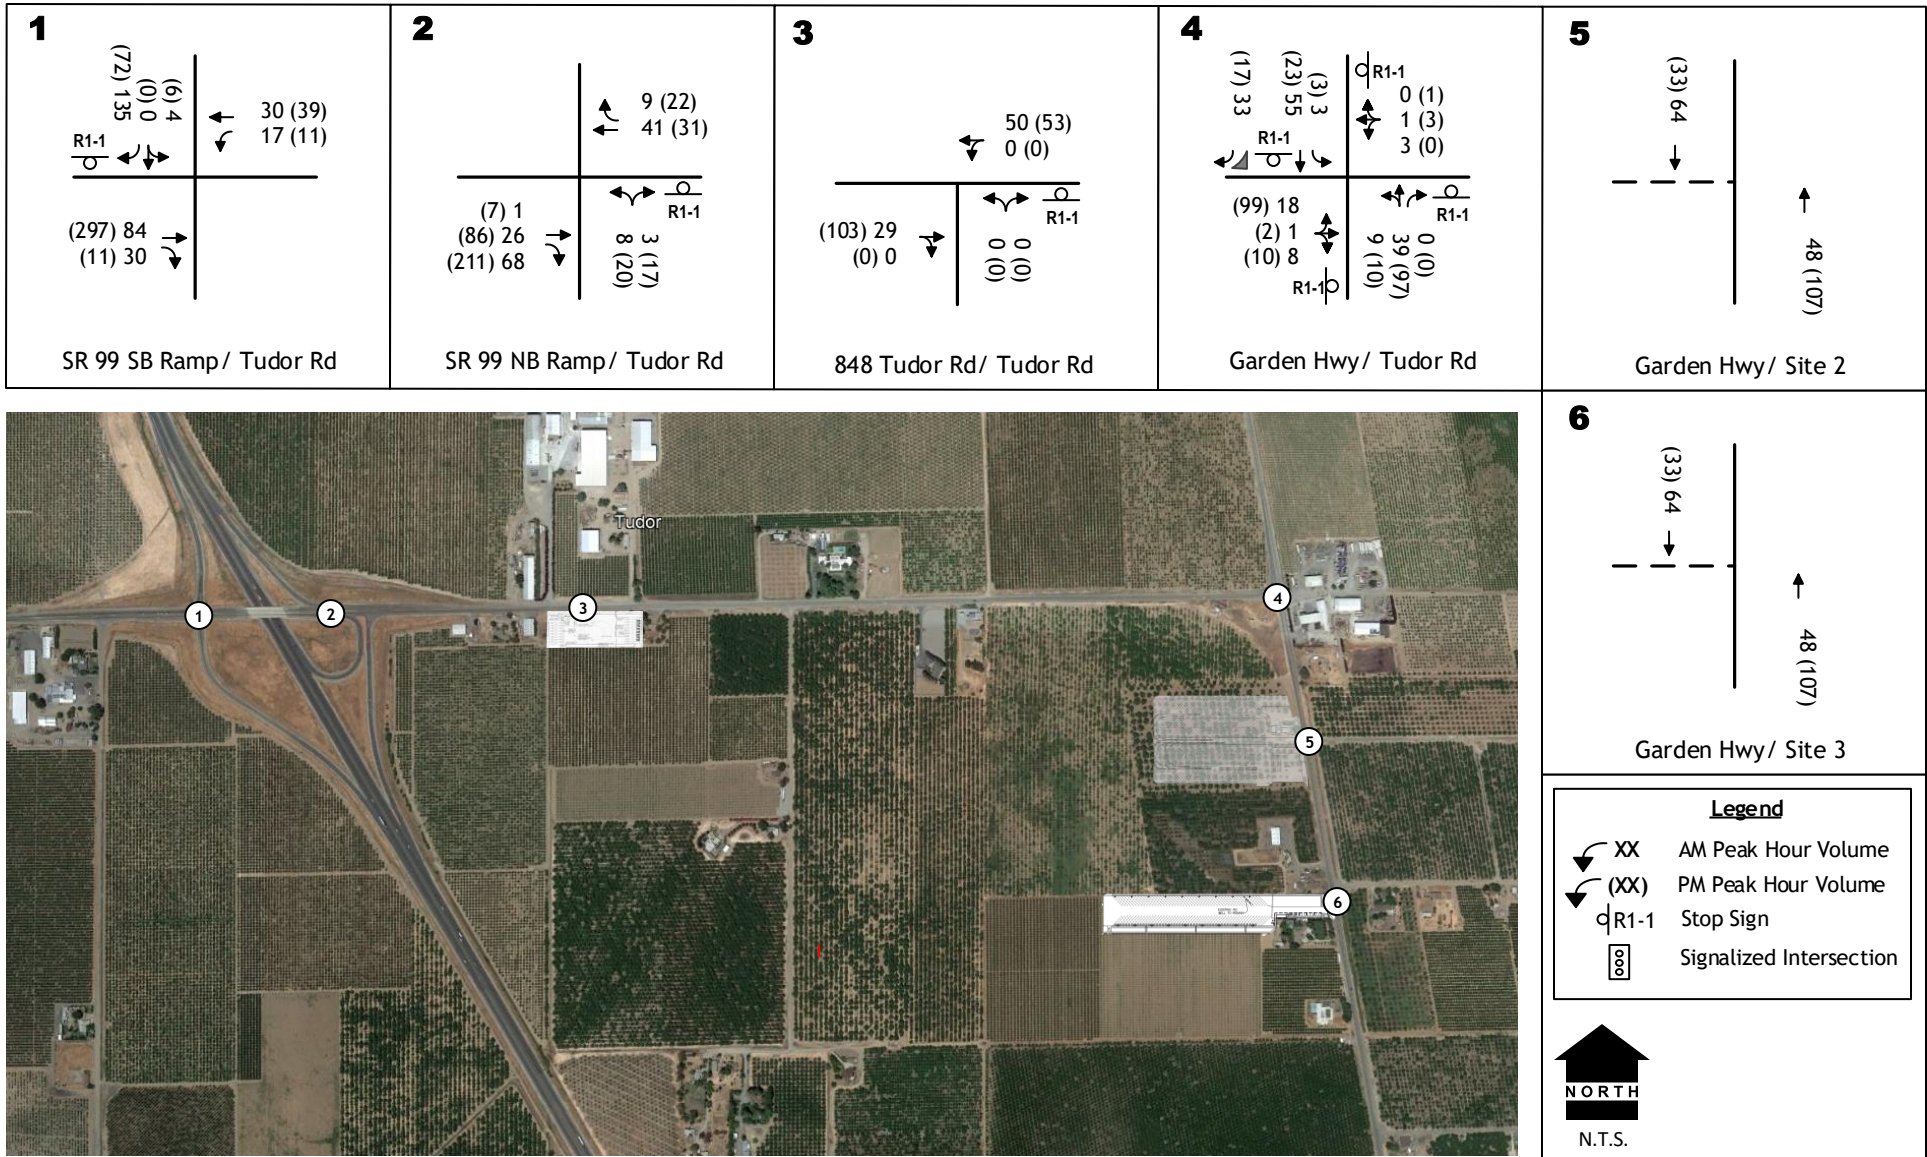 1
(72) 135
(0) 0
(6) 4
30 (39)
17 (11)
R1-1
(297) 84
(11) 30
SR 99 SB Ramp/ Tudor Rd
2
9 (22)
41 (31)
(7) 1
(86) 26
(211) 68
R1-1
8 (20)
3 (17)
SR 99 NB Ramp/ Tudor Rd
3
50 (53)
0 (0)
(103) 29
(0) 0
R1-1
0 (0)
0 (0)
848 Tudor Rd/ Tudor Rd
4
(17) 33
(23) 55
(3) 3
R1-1
0 (1)
1 (3)
3 (0)
R1-1
(99) 18
(2) 1
(10) 8
R1-1
R1-1
9 (10)
39 (97)
0 (0)
Garden Hwy/ Tudor Rd
5
(33) 64
48 (107)
Garden Hwy/ Site 2
6
(33) 64
48 (107)
Garden Hwy/ Site 3
Tudor
1
2
3
4
5
6
Legend
XX AM Peak Hour Volume
(XX) PM Peak Hour Volume
R1-1 Stop Sign
Signalized Intersection
NORTH
N.T.S.